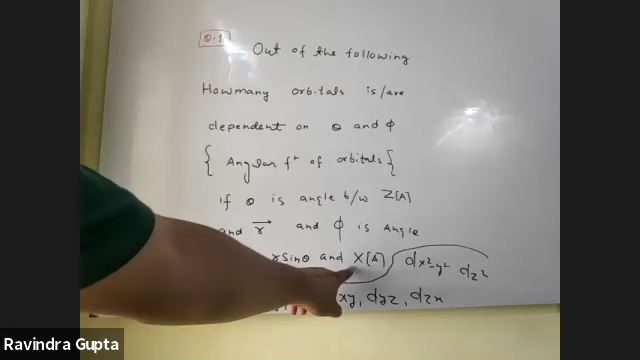 Q.1
Out of the following
Howmany orbitals is/are
dependent on θ and ϕ
{ Angular fⁿ of orbitals }
if θ is angle b/w Z[A]
and r⃗ and ϕ is Angle
rsinθ and X[A]
dx²-y² dz²
xy, dyz, dzx
Ravindra Gupta